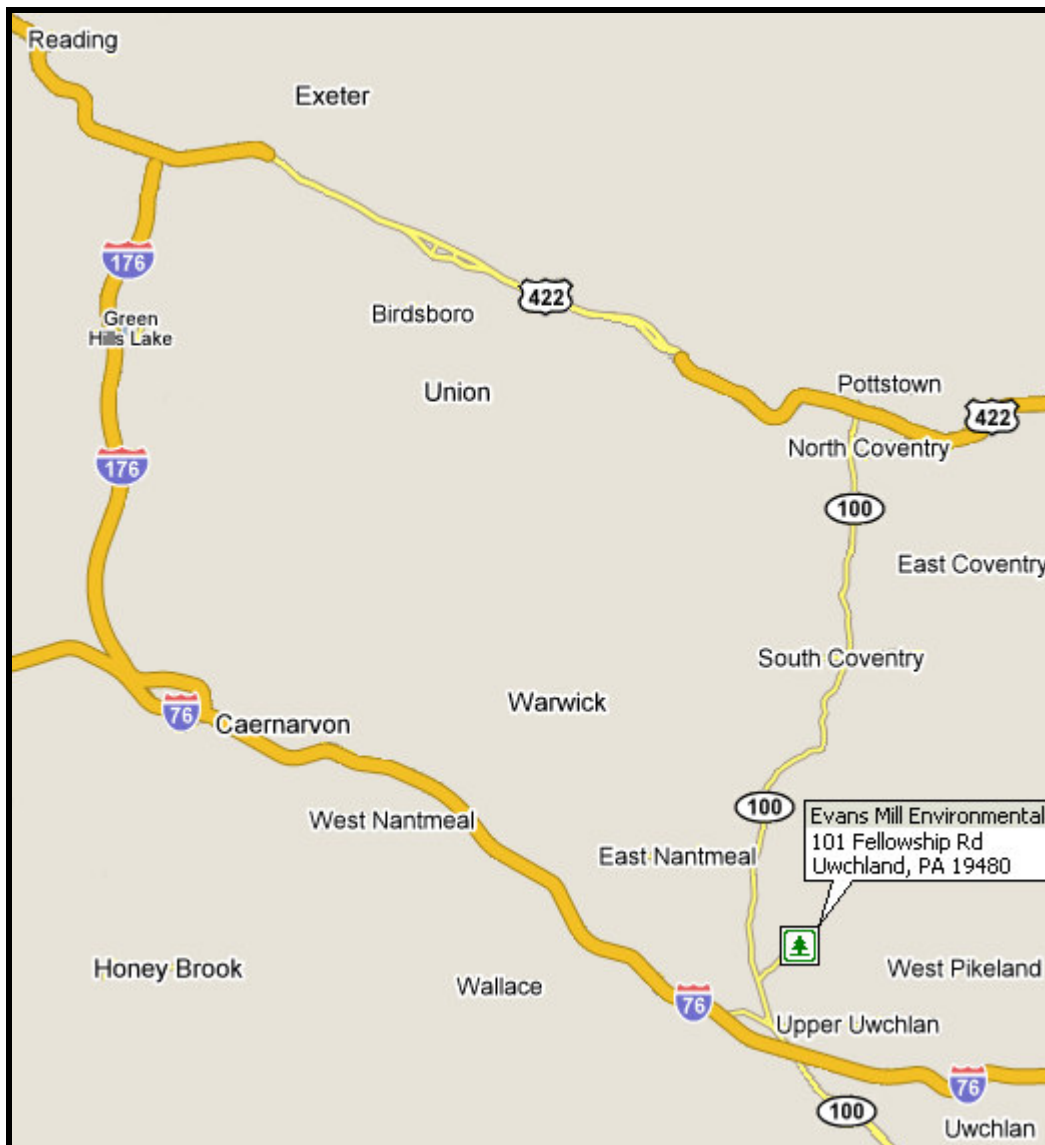 Reading
Exeter
176
Green
Hills Lake
Birdsboro
422
Union
Pottstown
422
North Coventry
176
100
East Coventry
South Coventry
Warwick
76
Caernarvon
100
Evans Mill Environmental
101 Fellowship Rd
Uwchland, PA 19480
West Nantmeal
East Nantmeal
Honey Brook
Wallace
West Pikeland
76
Upper Uwchlan
76
100
Uwchlan